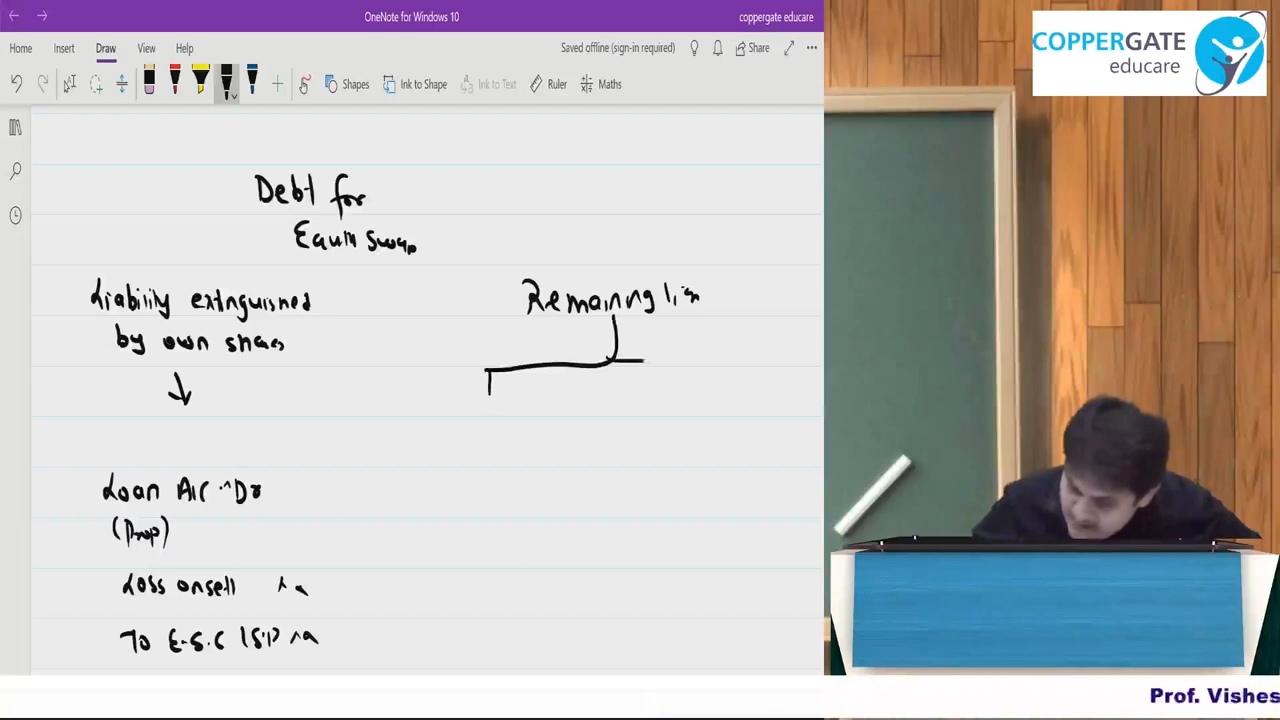 OneNote for Windows 10
coppergate educare
Home Insert Draw View Help
Saved offline (sign-in required)
Share
Shapes
Ink to Shape
Ink to Text
Ruler
Maths
COPPERGATE
educare
Debt for
Equity swap
Liability extinguished
by own shares
Remaining
Loan A/c Dr
(Prop)
Loss on
To E.S.C
Prof. Vishes